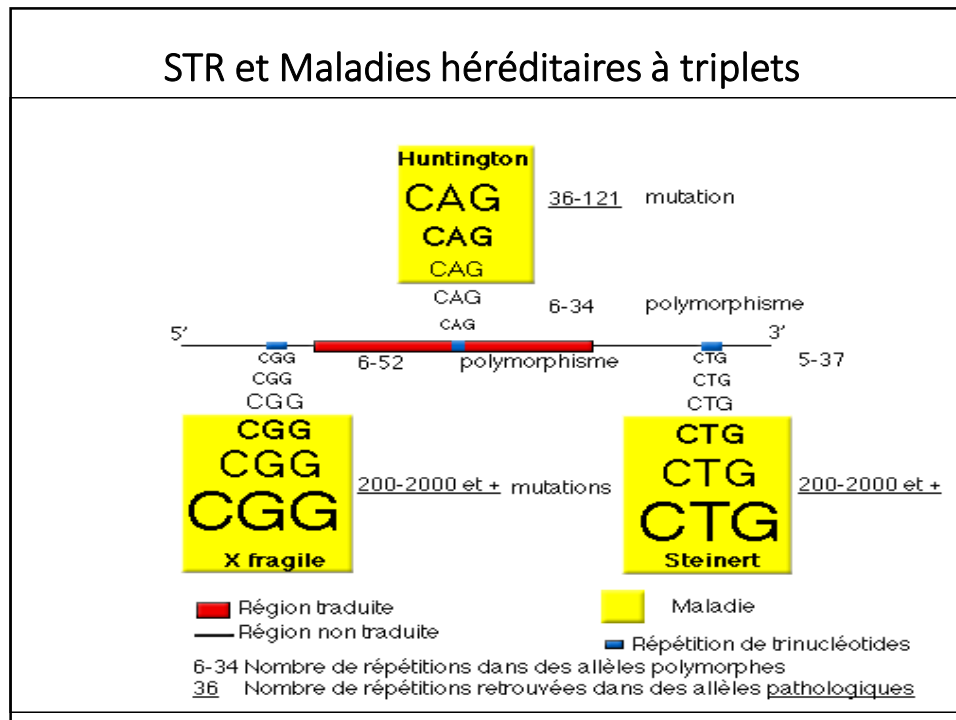 STR et Maladies héréditaires à triplets
Huntington
CAG 36-121 mutation
CAG
CAG
CAG 6-34 polymorphisme
CAG
5' 3'
CGG 6-52 polymorphisme CTG 5-37
CGG CTG
CGG CTG
CGG CTG
CGG 200-2000 et + mutations CTG 200-2000 et +
CGG CTG
X fragile Steinert
Région traduite Maladie
Région non traduite
Répétition de trinucléotides
6-34 Nombre de répétitions dans des allèles polymorphes
36 Nombre de répétitions retrouvées dans des allèles pathologiques